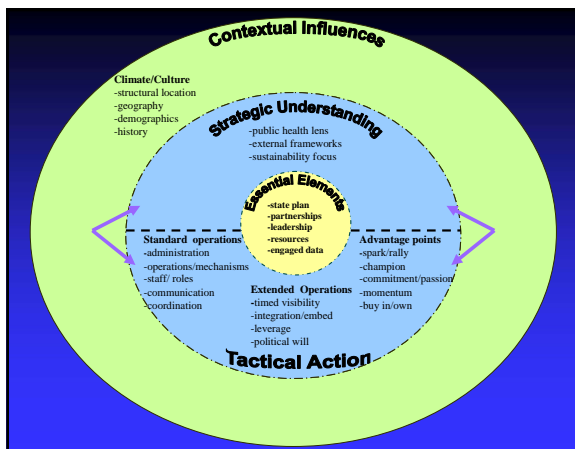 Contextual Influences
Climate/Culture
-structural location
-geography
-demographics
-history
Strategic Understanding
-public health lens
-external frameworks
-sustainability focus
Essential Elements
-state plan
-partnerships
-leadership
-resources
-engaged data
Standard operations
-administration
-operations/mechanisms
-staff/ roles
-communication
-coordination
Extended Operations
-timed visibility
-integration/embed
-leverage
-political will
Advantage points
-spark/rally
-champion
-commitment/passion
-momentum
-buy in/own
Tactical Action